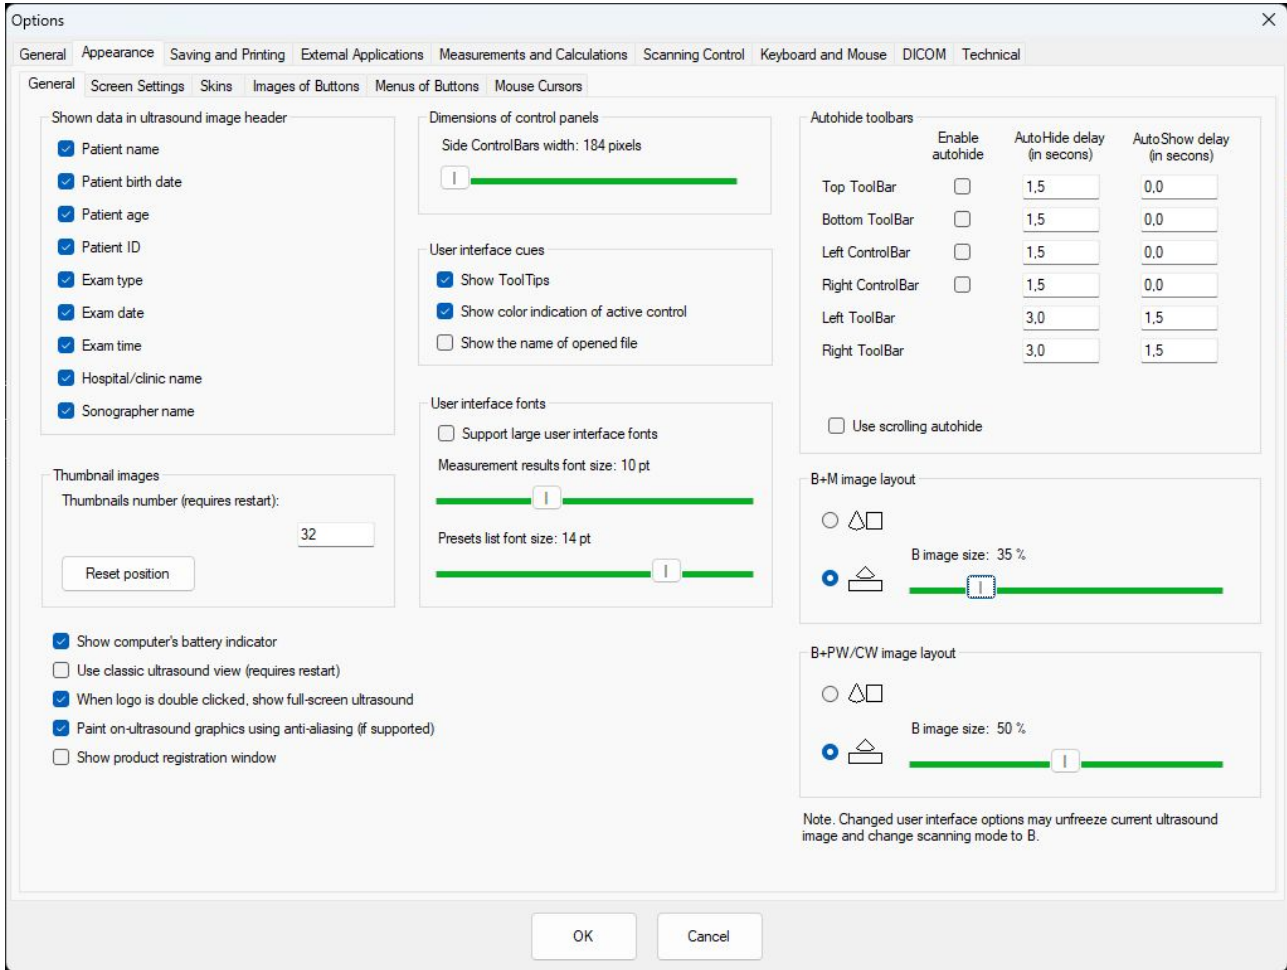 Options
General Appearance Saving and Printing External Applications Measurements and Calculations Scanning Control Keyboard and Mouse DICOM Technical
General Screen Settings Skins Images of Buttons Menus of Buttons Mouse Cursors
Shown data in ultrasound image header
Patient name
Patient birth date
Patient age
Patient ID
Exam type
Exam date
Exam time
Hospital/clinic name
Sonographer name
Thumbnail images
Thumbnails number (requires restart):
32
Reset position
Show computer's battery indicator
Use classic ultrasound view (requires restart)
When logo is double clicked, show full-screen ultrasound
Paint on-ultrasound graphics using anti-aliasing (if supported)
Show product registration window
Dimensions of control panels
Side ControlBars width: 184 pixels
User interface cues
Show ToolTips
Show color indication of active control
Show the name of opened file
User interface fonts
Support large user interface fonts
Measurement results font size: 10 pt
Presets list font size: 14 pt
Autohide toolbars
Enable autohide
AutoHide delay (in secons)
AutoShow delay (in secons)
Top ToolBar 1,5 0,0
Bottom ToolBar 1,5 0,0
Left ControlBar 1,5 0,0
Right ControlBar 1,5 0,0
Left ToolBar 3,0 1,5
Right ToolBar 3,0 1,5
Use scrolling autohide
B+M image layout
B image size: 35 %
B+PW/CW image layout
B image size: 50 %
Note. Changed user interface options may unfreeze current ultrasound
image and change scanning mode to B.
OK Cancel